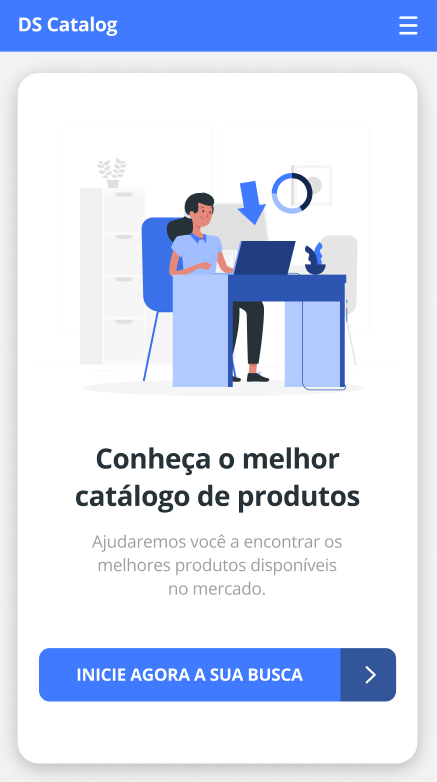 DS Catalog
Conheça o melhor
catálogo de produtos
Ajudaremos você a encontrar os
melhores produtos disponíveis
no mercado.
INICIE AGORA A SUA BUSCA